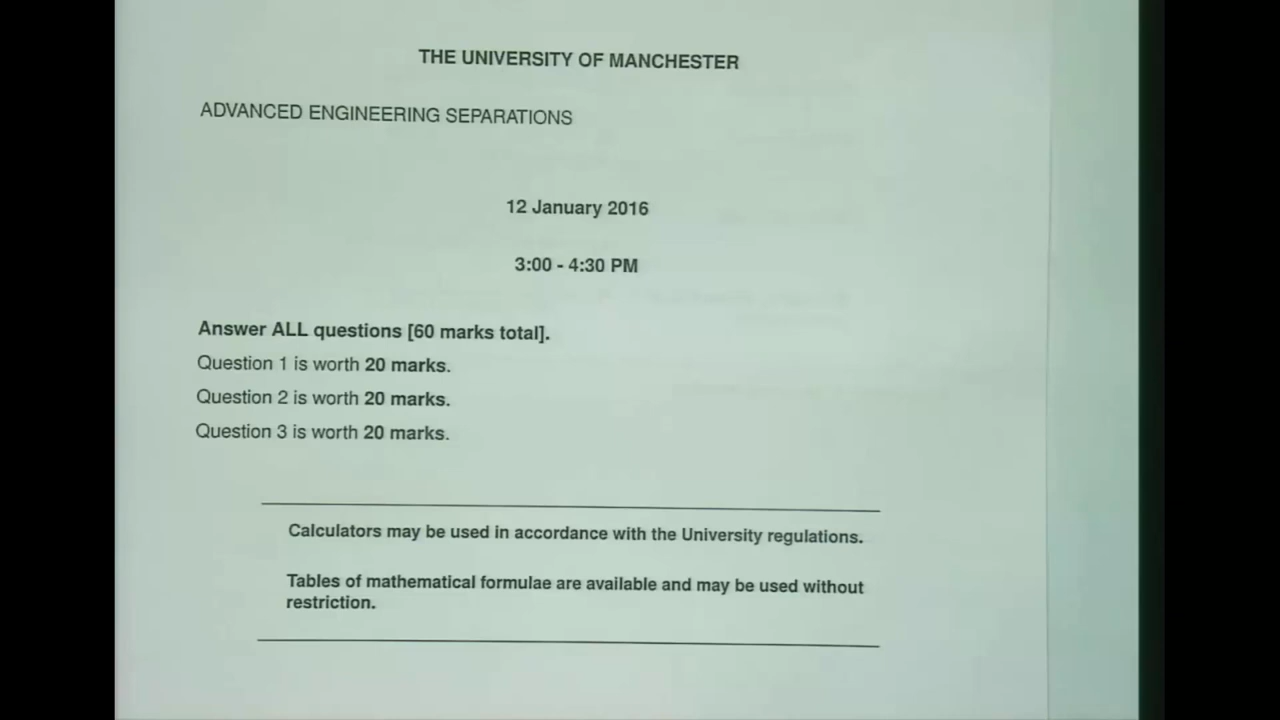 THE UNIVERSITY OF MANCHESTER
ADVANCED ENGINEERING SEPARATIONS
12 January 2016
3:00 - 4:30 PM
Answer ALL questions [60 marks total].
Question 1 is worth 20 marks.
Question 2 is worth 20 marks.
Question 3 is worth 20 marks.
Calculators may be used in accordance with the University regulations.
Tables of mathematical formulae are available and may be used without
restriction.